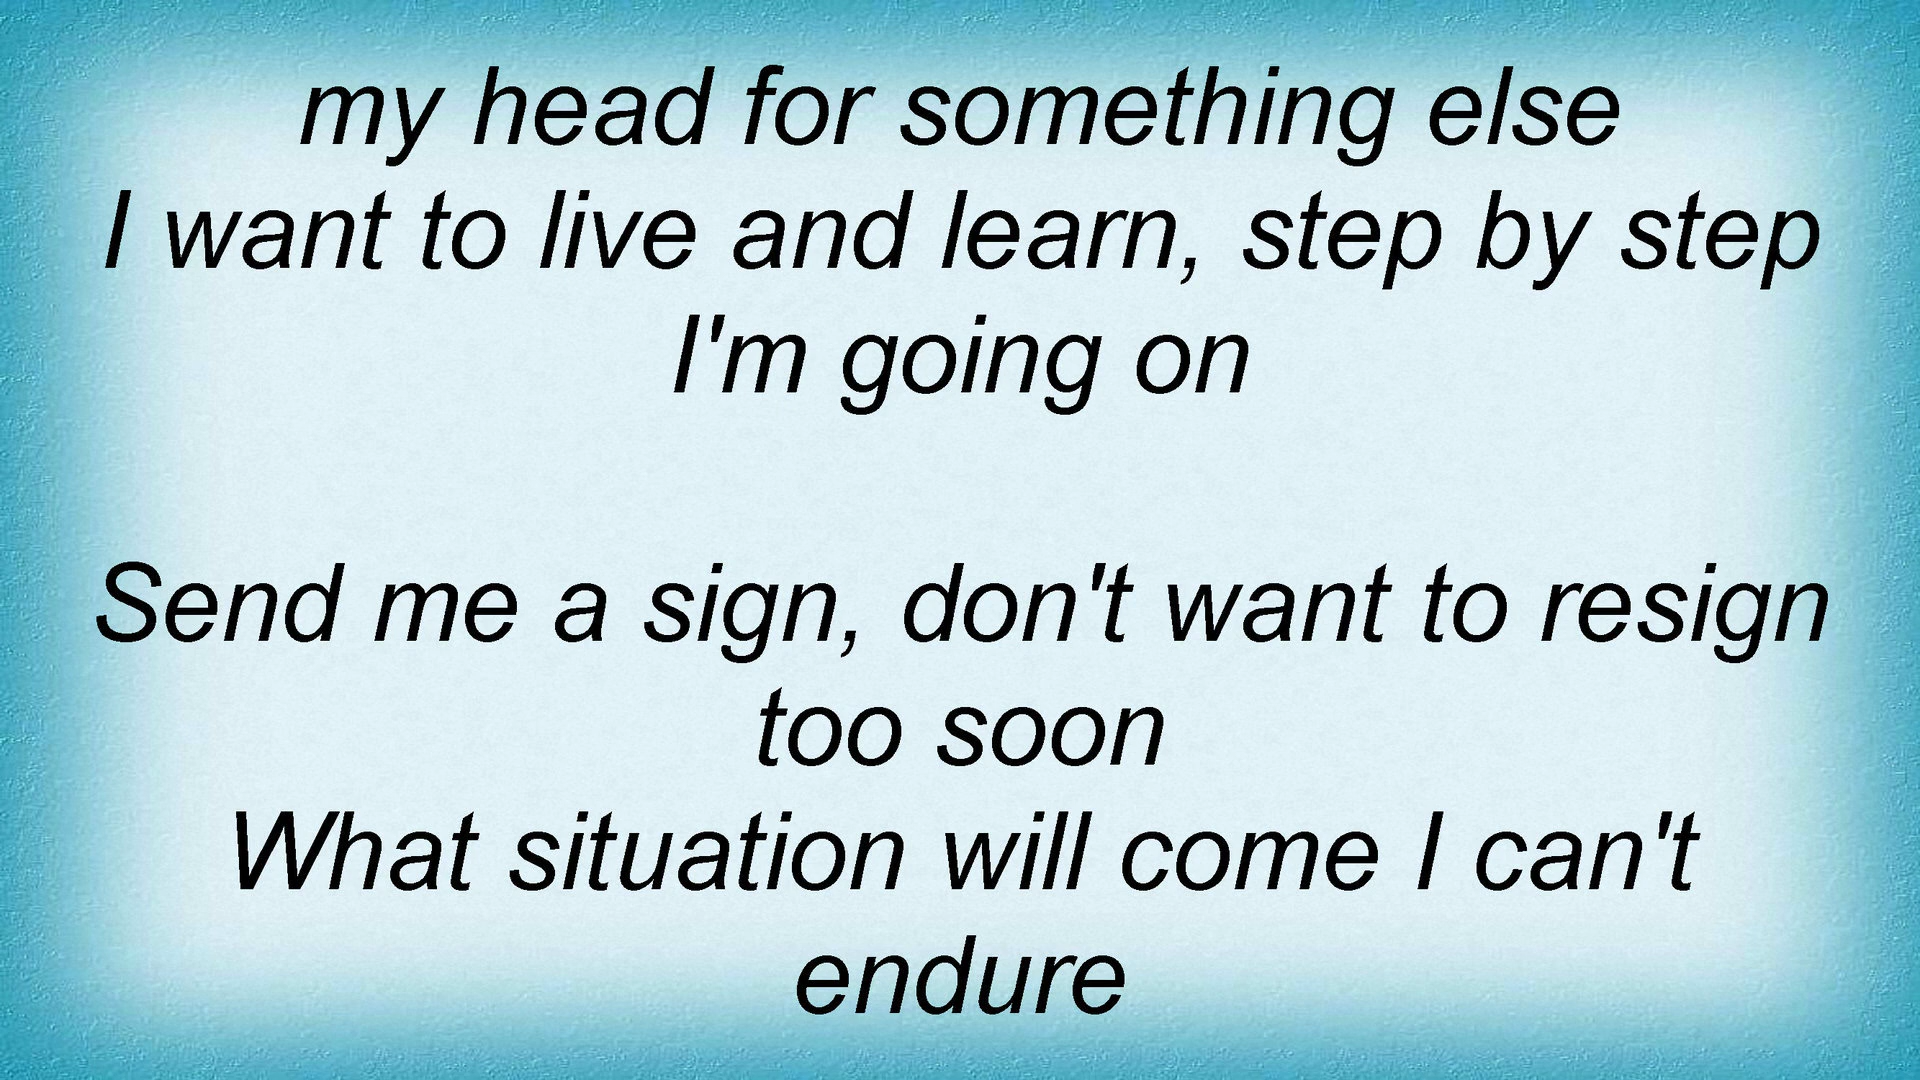 my head for something else
I want to live and learn, step by step
I'm going on
Send me a sign, don't want to resign
too soon
What situation will come I can't
endure